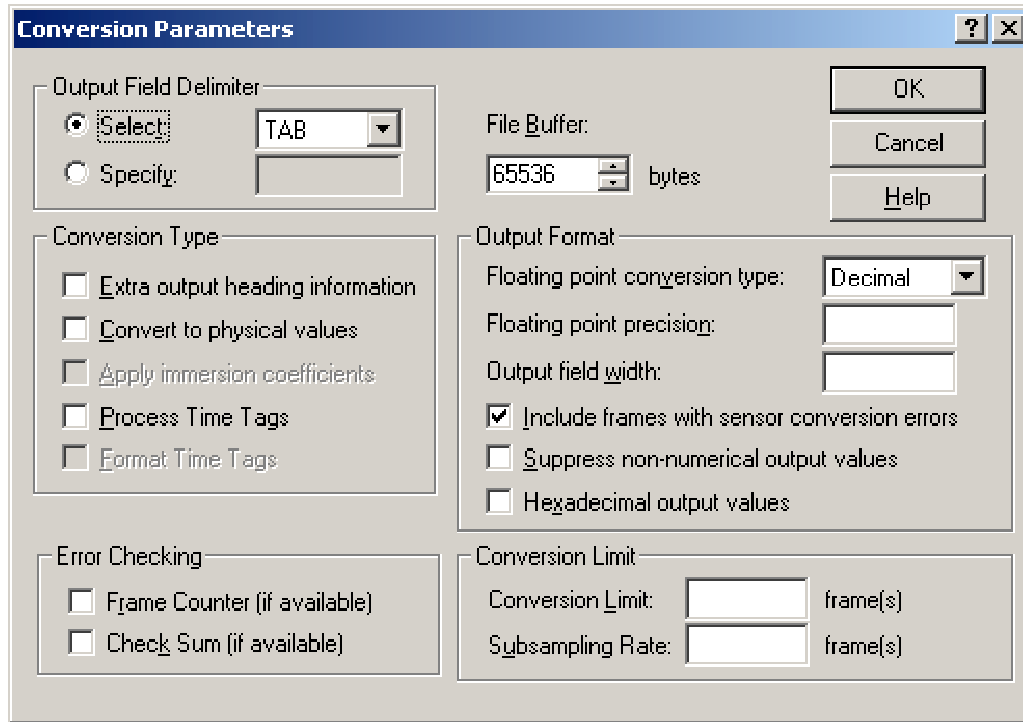 Conversion Parameters
Output Field Delimiter
Select:
TAB
Specify:
File Buffer:
65536
bytes
OK
Cancel
Help
Conversion Type
Extra output heading information
Convert to physical values
Apply immersion coefficients
Process Time Tags
Format Time Tags
Output Format
Floating point conversion type:
Decimal
Floating point precision:
Output field width:
Include frames with sensor conversion errors
Suppress non-numerical output values
Hexadecimal output values
Error Checking
Frame Counter (if available)
Check Sum (if available)
Conversion Limit
Conversion Limit:
frame(s)
Subsampling Rate:
frame(s)